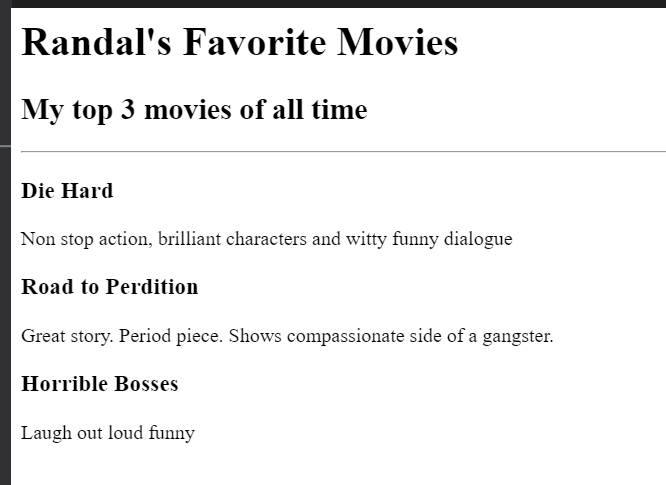 Randal's Favorite Movies
My top 3 movies of all time
Die Hard
Non stop action, brilliant characters and witty funny dialogue
Road to Perdition
Great story. Period piece. Shows compassionate side of a gangster.
Horrible Bosses
Laugh out loud funny